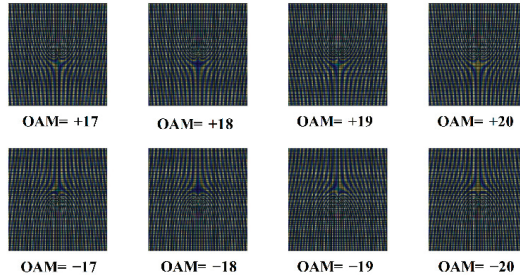 OAM= +17 OAM= +18 OAM= +19 OAM= +20
OAM= −17 OAM= −18 OAM= −19 OAM= −20